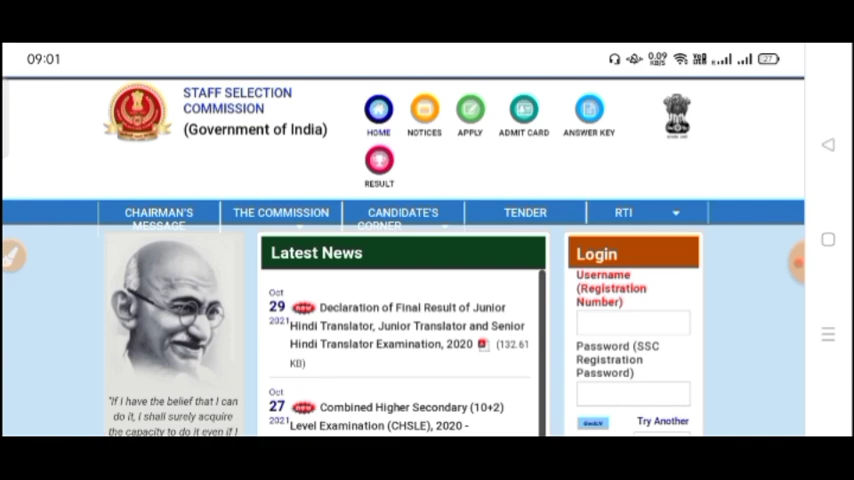 09:01
0.09
KB/S
27
STAFF SELECTION
COMMISSION
(Government of India)
HOME
NOTICES
APPLY
ADMIT CARD
ANSWER KEY
RESULT
CHAIRMAN'S
MESSAGE
THE COMMISSION
CANDIDATE'S
CORNER
TENDER
RTI
"If I have the belief that I can
do it, I shall surely acquire
the capacity to do it even if I
Latest News
Oct
29
2021
new Declaration of Final Result of Junior
Hindi Translator, Junior Translator and Senior
Hindi Translator Examination, 2020 (132.61
KB)
Oct
27
2021
new Combined Higher Secondary (10+2)
Level Examination (CHSLE), 2020 -
Login
Username
(Registration
Number)
Password (SSC
Registration
Password)
Try Another